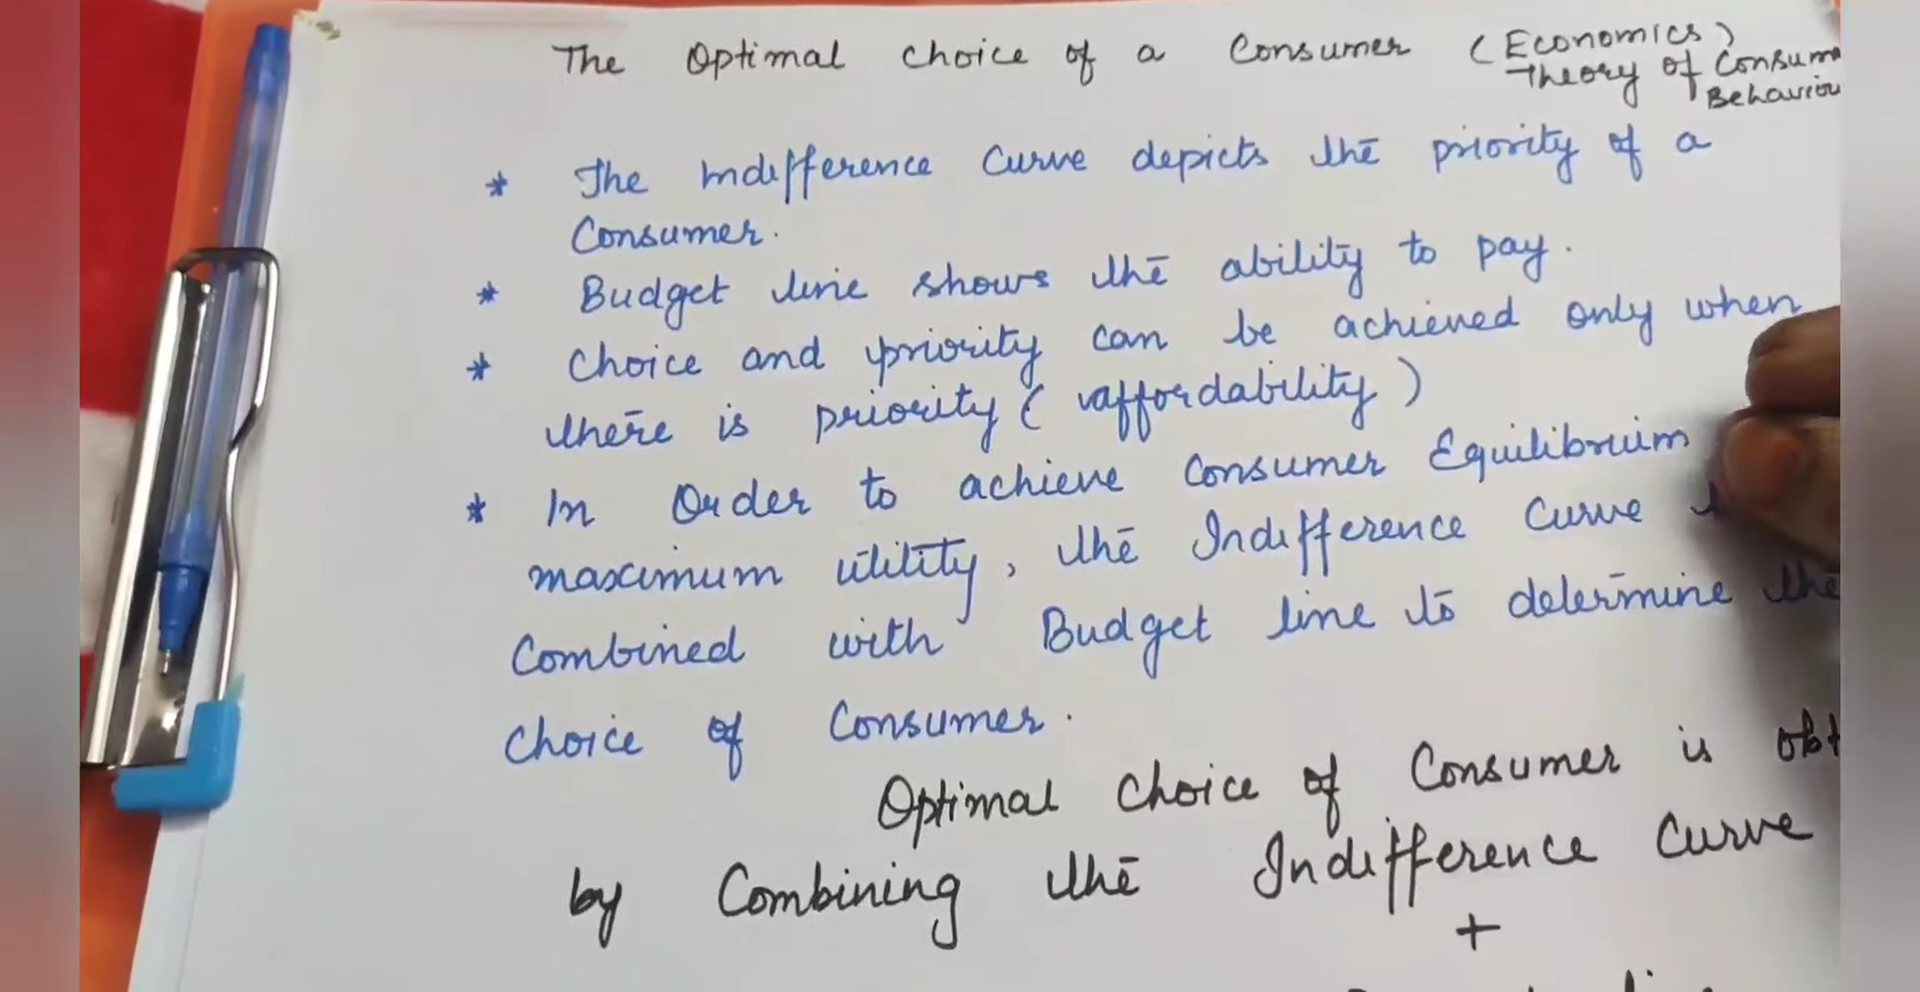 The Optimal choice of a Consumer (Economics)
Theory of Consum
Behaviou
* The Indifference Curve depicts the priority of a
Consumer.
* Budget line shows the ability to pay.
* Choice and priority can be achieved only when
there is priority (affordability)
* In Order to achieve Consumer Equilibrium
maximum utility, the Indifference Curve
Combined with Budget line to determine the
Choice of Consumer.
Optimal Choice of Consumer is obt
by Combining the Indifference Curve
+